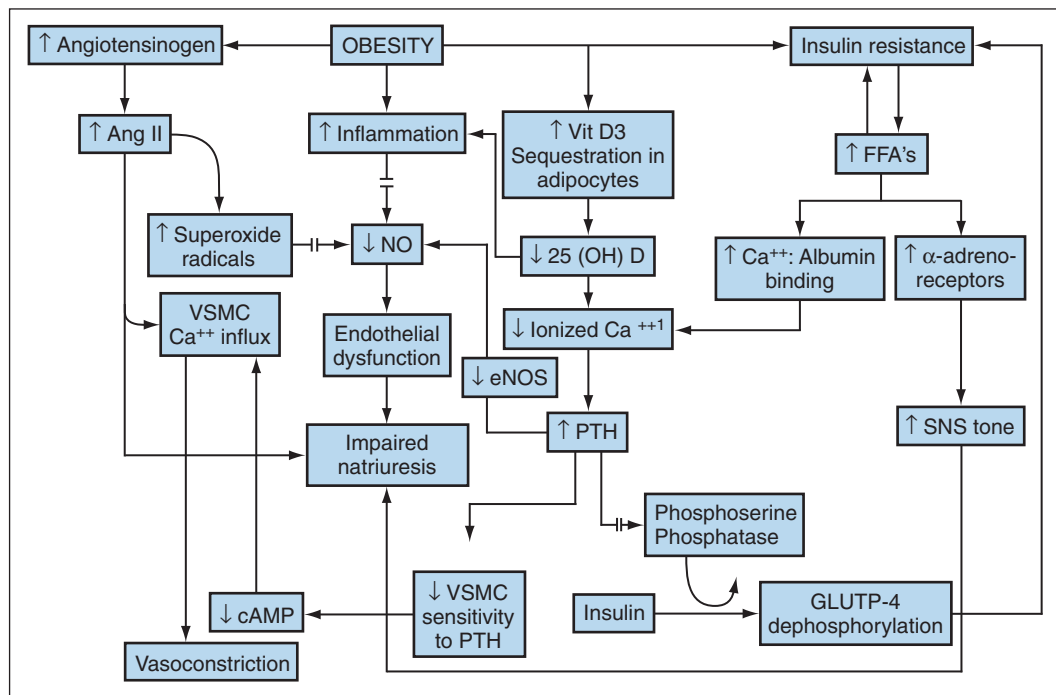 ↑ Angiotensinogen
OBESITY
Insulin resistance
↑ Ang II
↑ Inflammation
↑ Vit D3
Sequestration in
adipocytes
↑ FFA's
↑ Superoxide
radicals
↓ NO
↓ 25 (OH) D
↑ Ca⁺⁺: Albumin
binding
↑ α-adreno-
receptors
VSMC
Ca⁺⁺ influx
Endothelial
dysfunction
↓ Ionized Ca ⁺⁺¹
↓ eNOS
Impaired
natriuresis
↑ PTH
↑ SNS tone
Phosphoserine
Phosphatase
↓ cAMP
↓ VSMC
sensitivity
to PTH
Insulin
GLUTP-4
dephosphorylation
Vasoconstriction